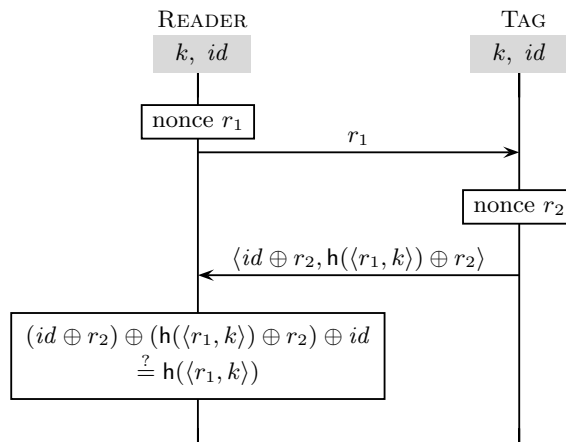 READER
TAG
k, id
k, id
nonce r₁
r₁
nonce r₂
⟨id ⊕ r₂, h(⟨r₁, k⟩) ⊕ r₂⟩
(id ⊕ r₂) ⊕ (h(⟨r₁, k⟩) ⊕ r₂) ⊕ id
≟ h(⟨r₁, k⟩)